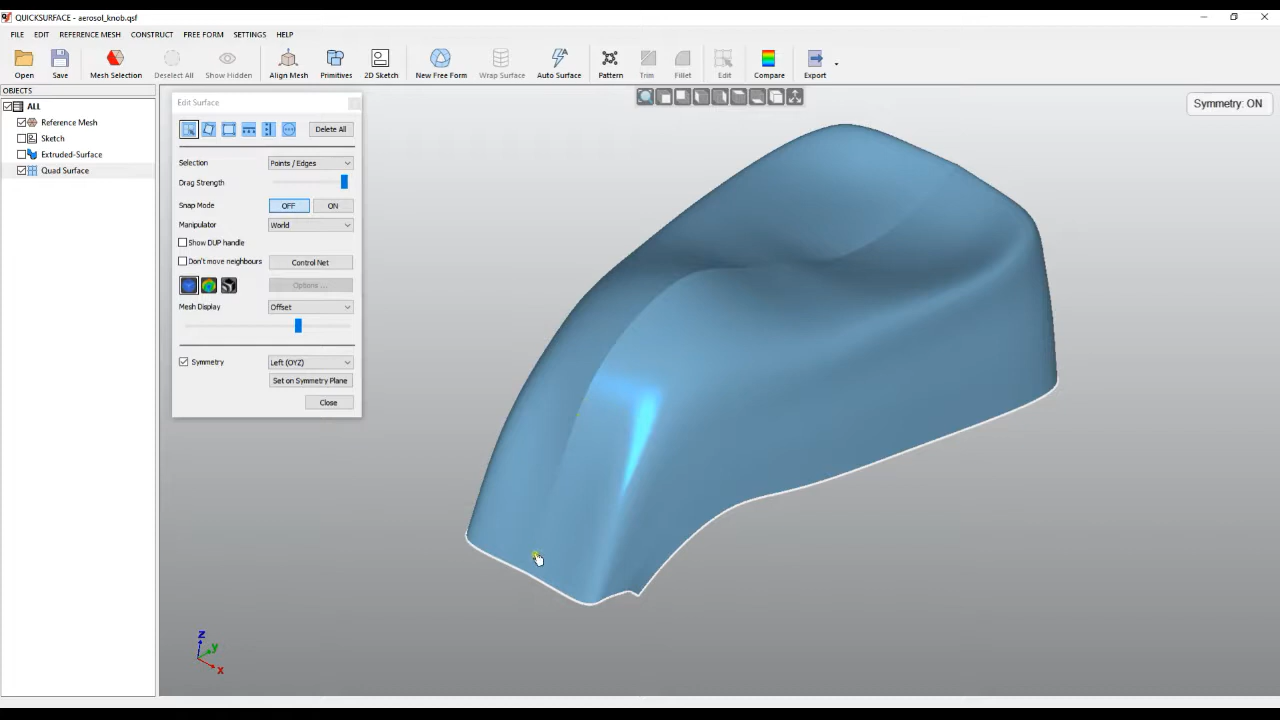 QUICKSURFACE - aerosol_knob.qsf
FILE EDIT REFERENCE MESH CONSTRUCT FREE FORM SETTINGS HELP
Open Save Mesh Selection Deselect All Show Hidden Align Mesh Primitives 2D Sketch New Free Form Wrap Surface Auto Surface Pattern Trim Fillet Edit Compare Export
OBJECTS
ALL
Reference Mesh
Sketch
Extruded-Surface
Quad Surface
Edit Surface
Delete All
Selection Points / Edges
Drag Strength
Snap Mode OFF ON
Manipulator World
Show DUP handle
Don't move neighbours Control Net
Options ...
Mesh Display Offset
Symmetry Left (OYZ)
Set on Symmetry Plane
Close
Symmetry: ON
z
y
x